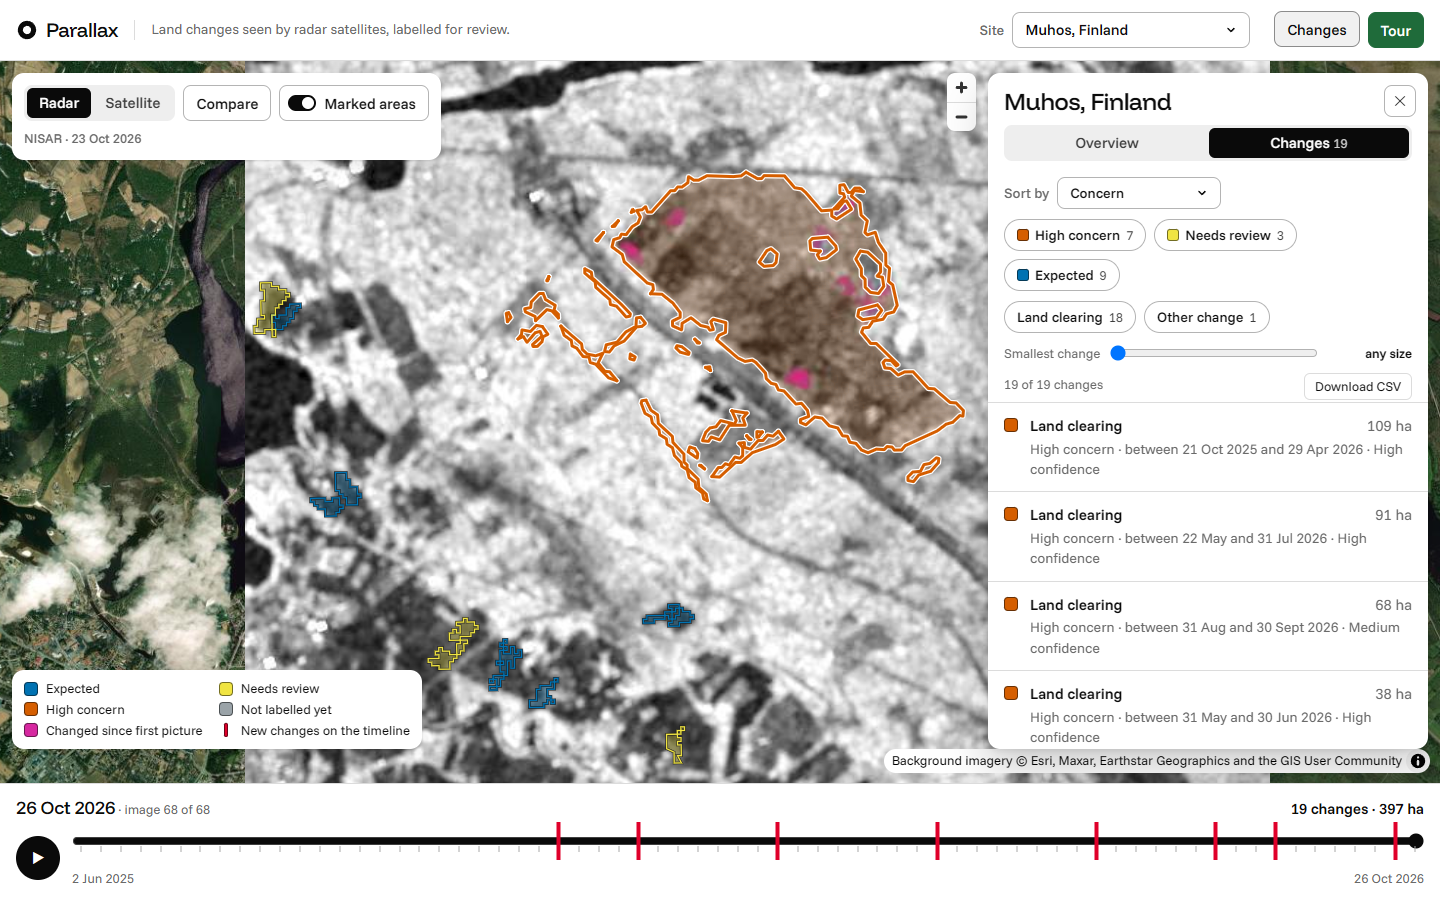 Parallax
Land changes seen by radar satellites, labelled for review.
Site
Muhos, Finland
Changes
Tour
Radar
Satellite
Compare
Marked areas
NISAR · 23 Oct 2026
Muhos, Finland
Overview
Changes 19
Sort by
Concern
High concern 7
Needs review 3
Expected 9
Land clearing 18
Other change 1
Smallest change
any size
19 of 19 changes
Download CSV
Land clearing
109 ha
High concern · between 21 Oct 2025 and 29 Apr 2026 · High
confidence
Land clearing
91 ha
High concern · between 22 May and 31 Jul 2026 · High
confidence
Land clearing
68 ha
High concern · between 31 Aug and 30 Sept 2026 · Medium
confidence
Land clearing
38 ha
High concern · between 31 May and 30 Jun 2026 · High
confidence
Expected
Needs review
High concern
Not labelled yet
Changed since first picture
New changes on the timeline
Background imagery © Esri, Maxar, Earthstar Geographics and the GIS User Community
26 Oct 2026 · image 68 of 68
19 changes · 397 ha
2 Jun 2025
26 Oct 2026